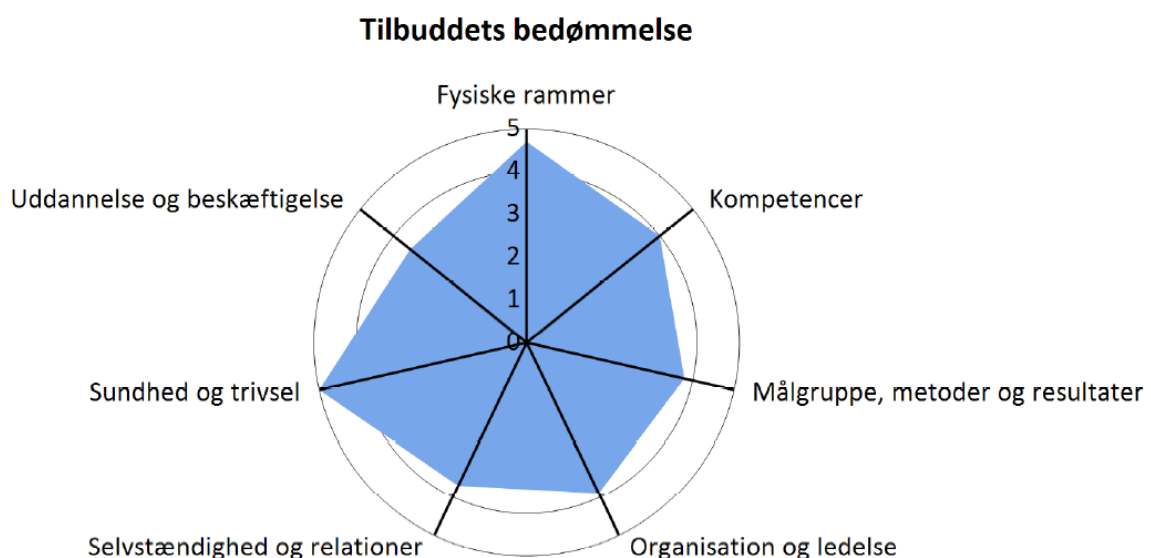 Tilbuddets bedømmelse
Fysiske rammer
5
4
3
2
1
0
Kompetencer
Målgruppe, metoder og resultater
Organisation og ledelse
Selvstændighed og relationer
Sundhed og trivsel
Uddannelse og beskæftigelse